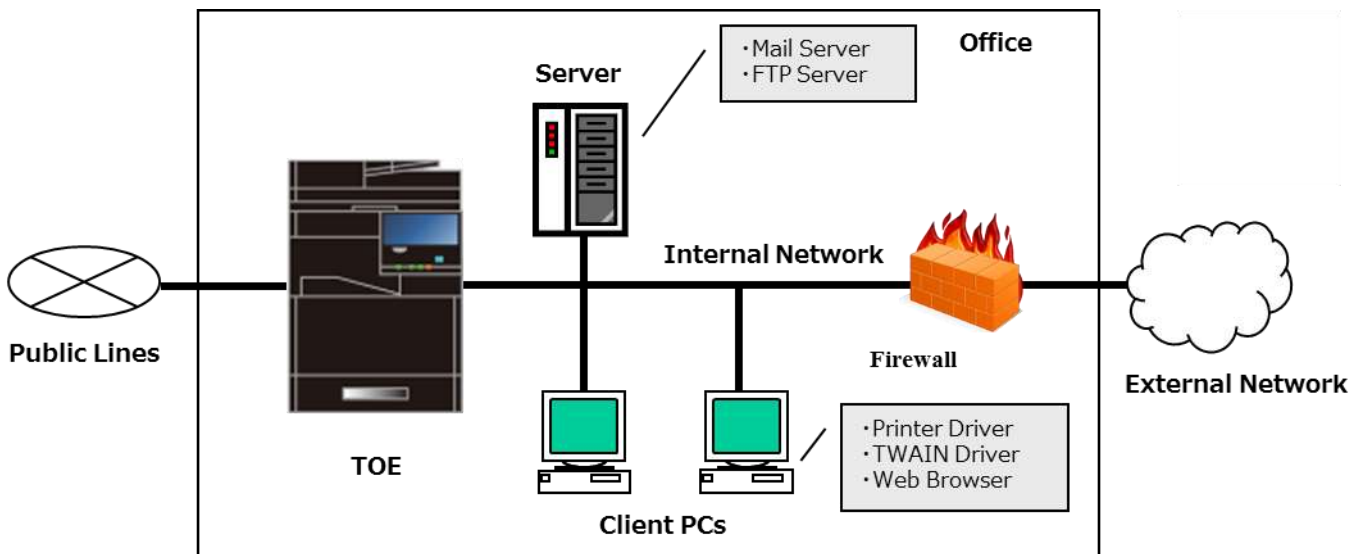 Office
・Mail Server
・FTP Server
Server
Internal Network
Public Lines
Firewall
External Network
TOE
・Printer Driver
・TWAIN Driver
・Web Browser
Client PCs